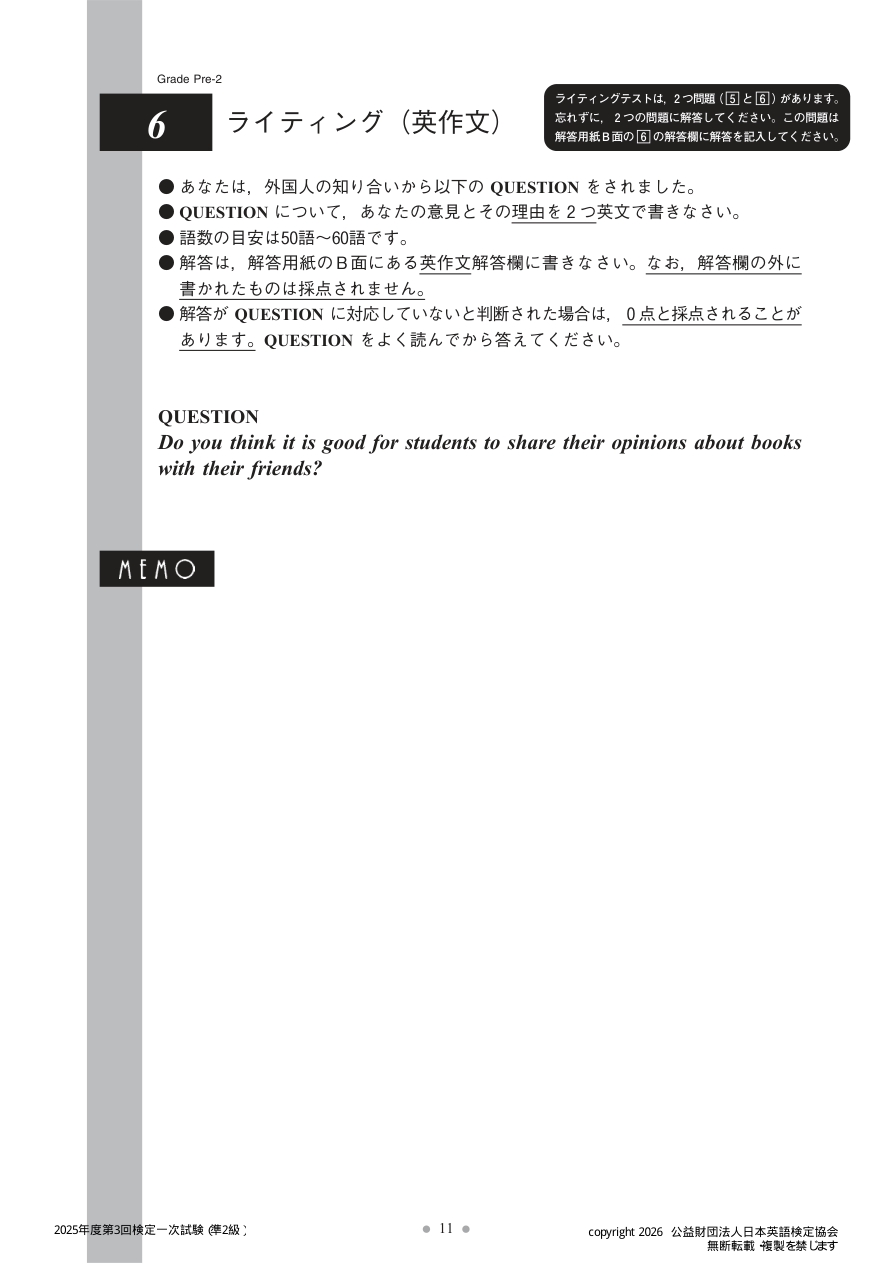 Grade Pre-2
6 ライティング（英作文）
ライティングテストは，2つ問題（5と6）があります。
忘れずに，2つの問題に解答してください。この問題は
解答用紙B面の6の解答欄に解答を記入してください。
● あなたは，外国人の知り合いから以下の QUESTION をされました。
● QUESTION について，あなたの意見とその理由を2つ英文で書きなさい。
● 語数の目安は50語～60語です。
● 解答は，解答用紙のB面にある英作文解答欄に書きなさい。なお，解答欄の外に
書かれたものは採点されません。
● 解答が QUESTION に対応していないと判断された場合は，0点と採点されることが
あります。QUESTION をよく読んでから答えてください。
QUESTION
Do you think it is good for students to share their opinions about books
with their friends?
MEMO
2025年度第3回検定一次試験（準2級）
● 11 ●
copyright 2026 公益財団法人日本英語検定協会
無断転載・複製を禁じます